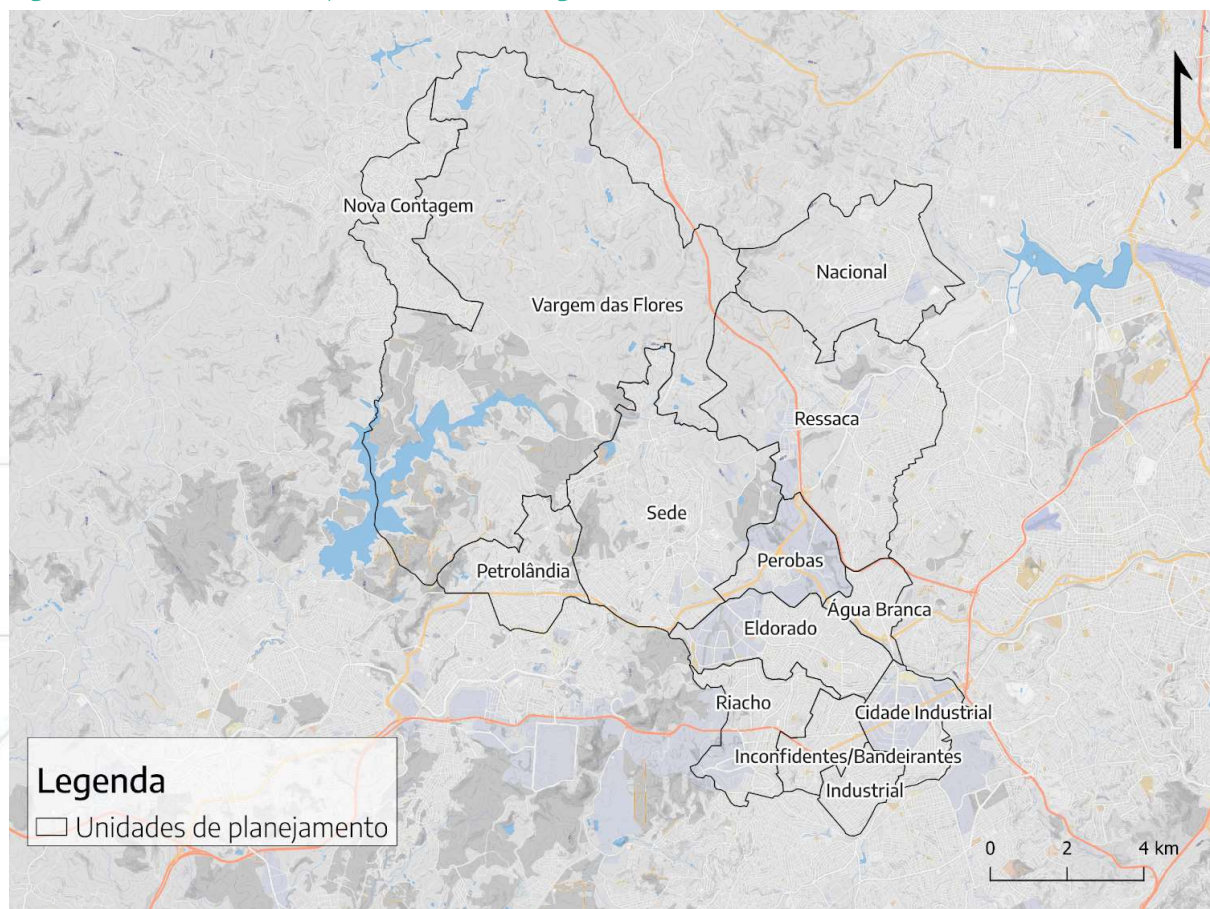 Nova Contagem
Nacional
Vargem das Flores
Ressaca
Sede
Perobas
Petrolândia
Água Branca
Eldorado
Riacho
Cidade Industrial
Inconfidentes/Bandeirantes
Industrial
Legenda
Unidades de planejamento
0 2 4 km